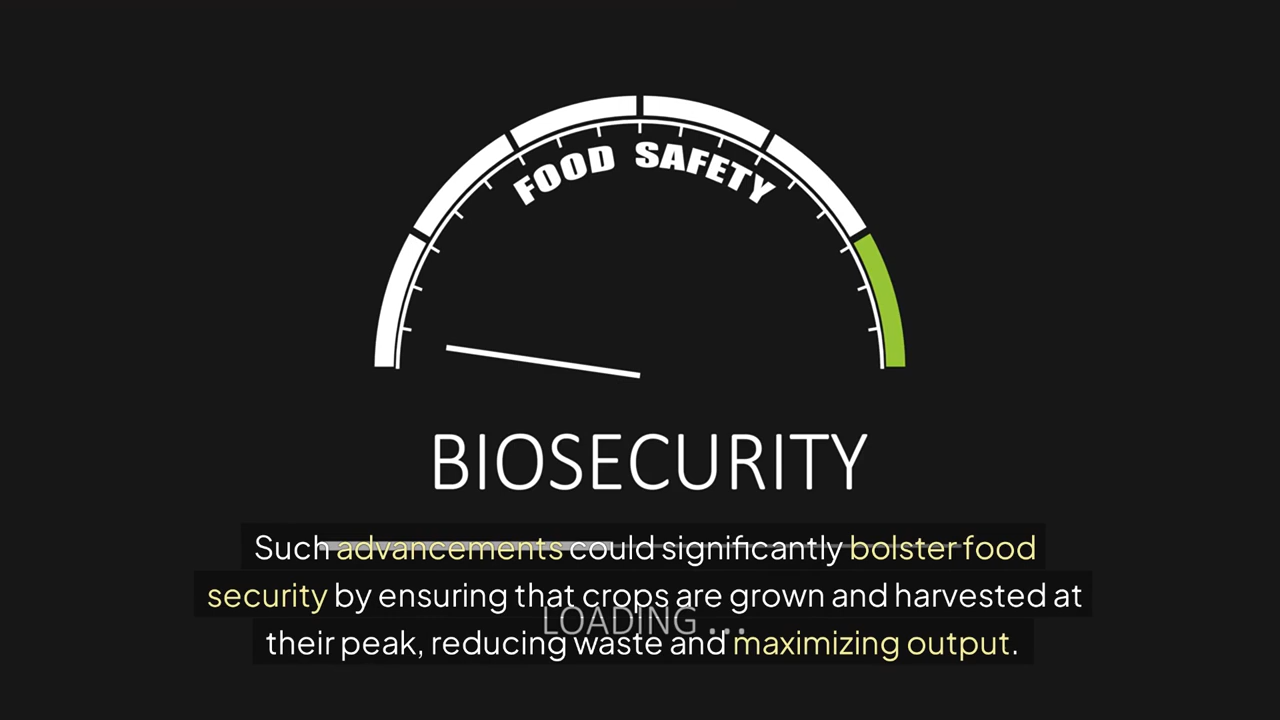 FOOD SAFETY
BIOSECURITY
Such advancements could significantly bolster food
security by ensuring that crops are grown and harvested at
LOADING ...
their peak, reducing waste and maximizing output.